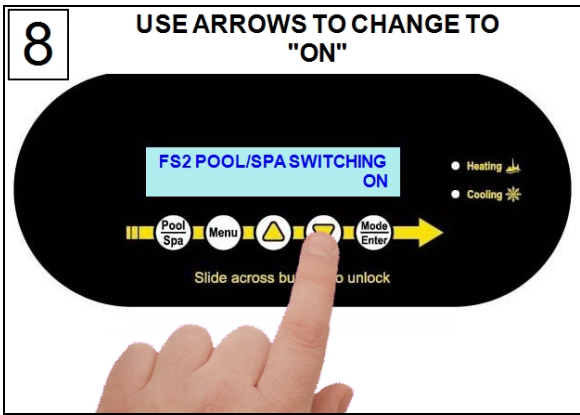 8
USE ARROWS TO CHANGE TO
"ON"
FS2 POOL/SPA SWITCHING
ON
Heating
Cooling
Pool
Spa
Menu
Mode
Enter
Slide across bu o unlock